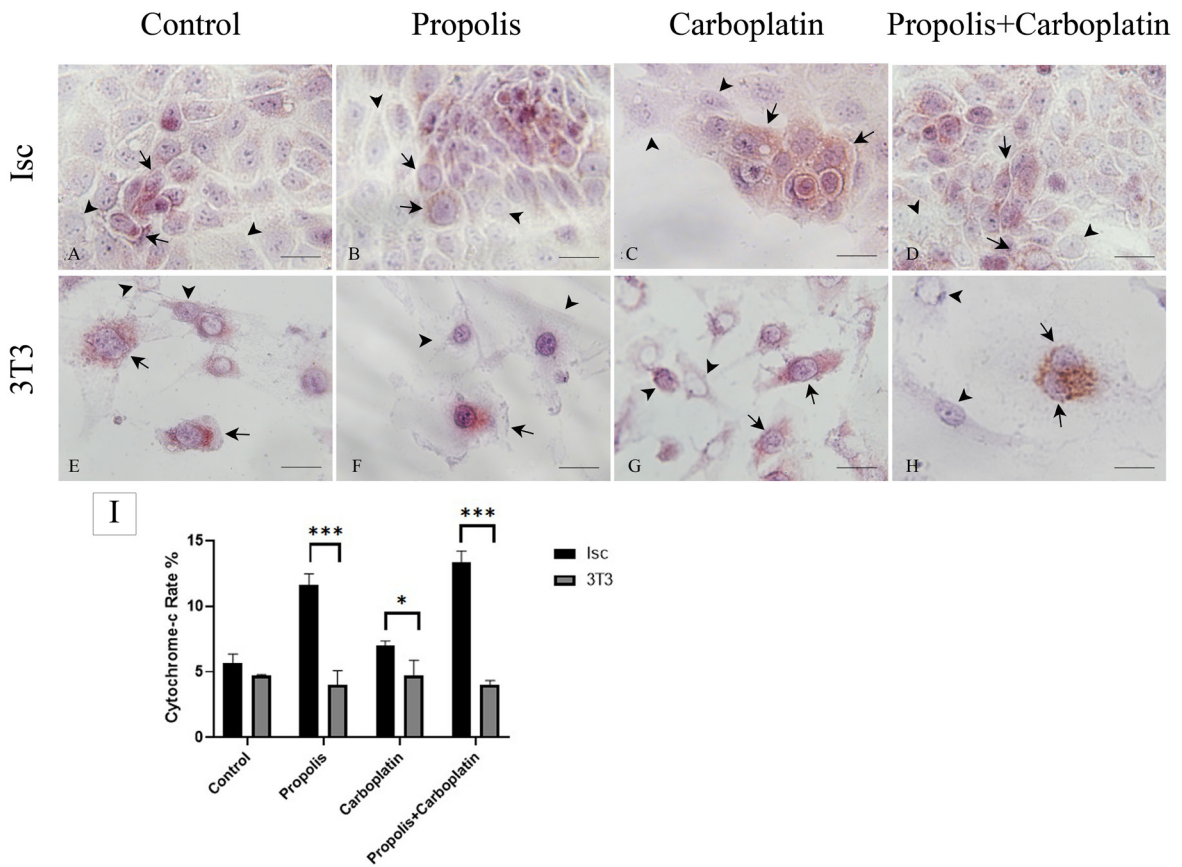 Control Propolis Carboplatin Propolis+Carboplatin
Isc
A B C D
3T3
E F G H
I
Cytochrome-c Rate %
15
10
5
0
***
*
***
Isc
3T3
Control
Propolis
Carboplatin
Propolis+Carboplatin